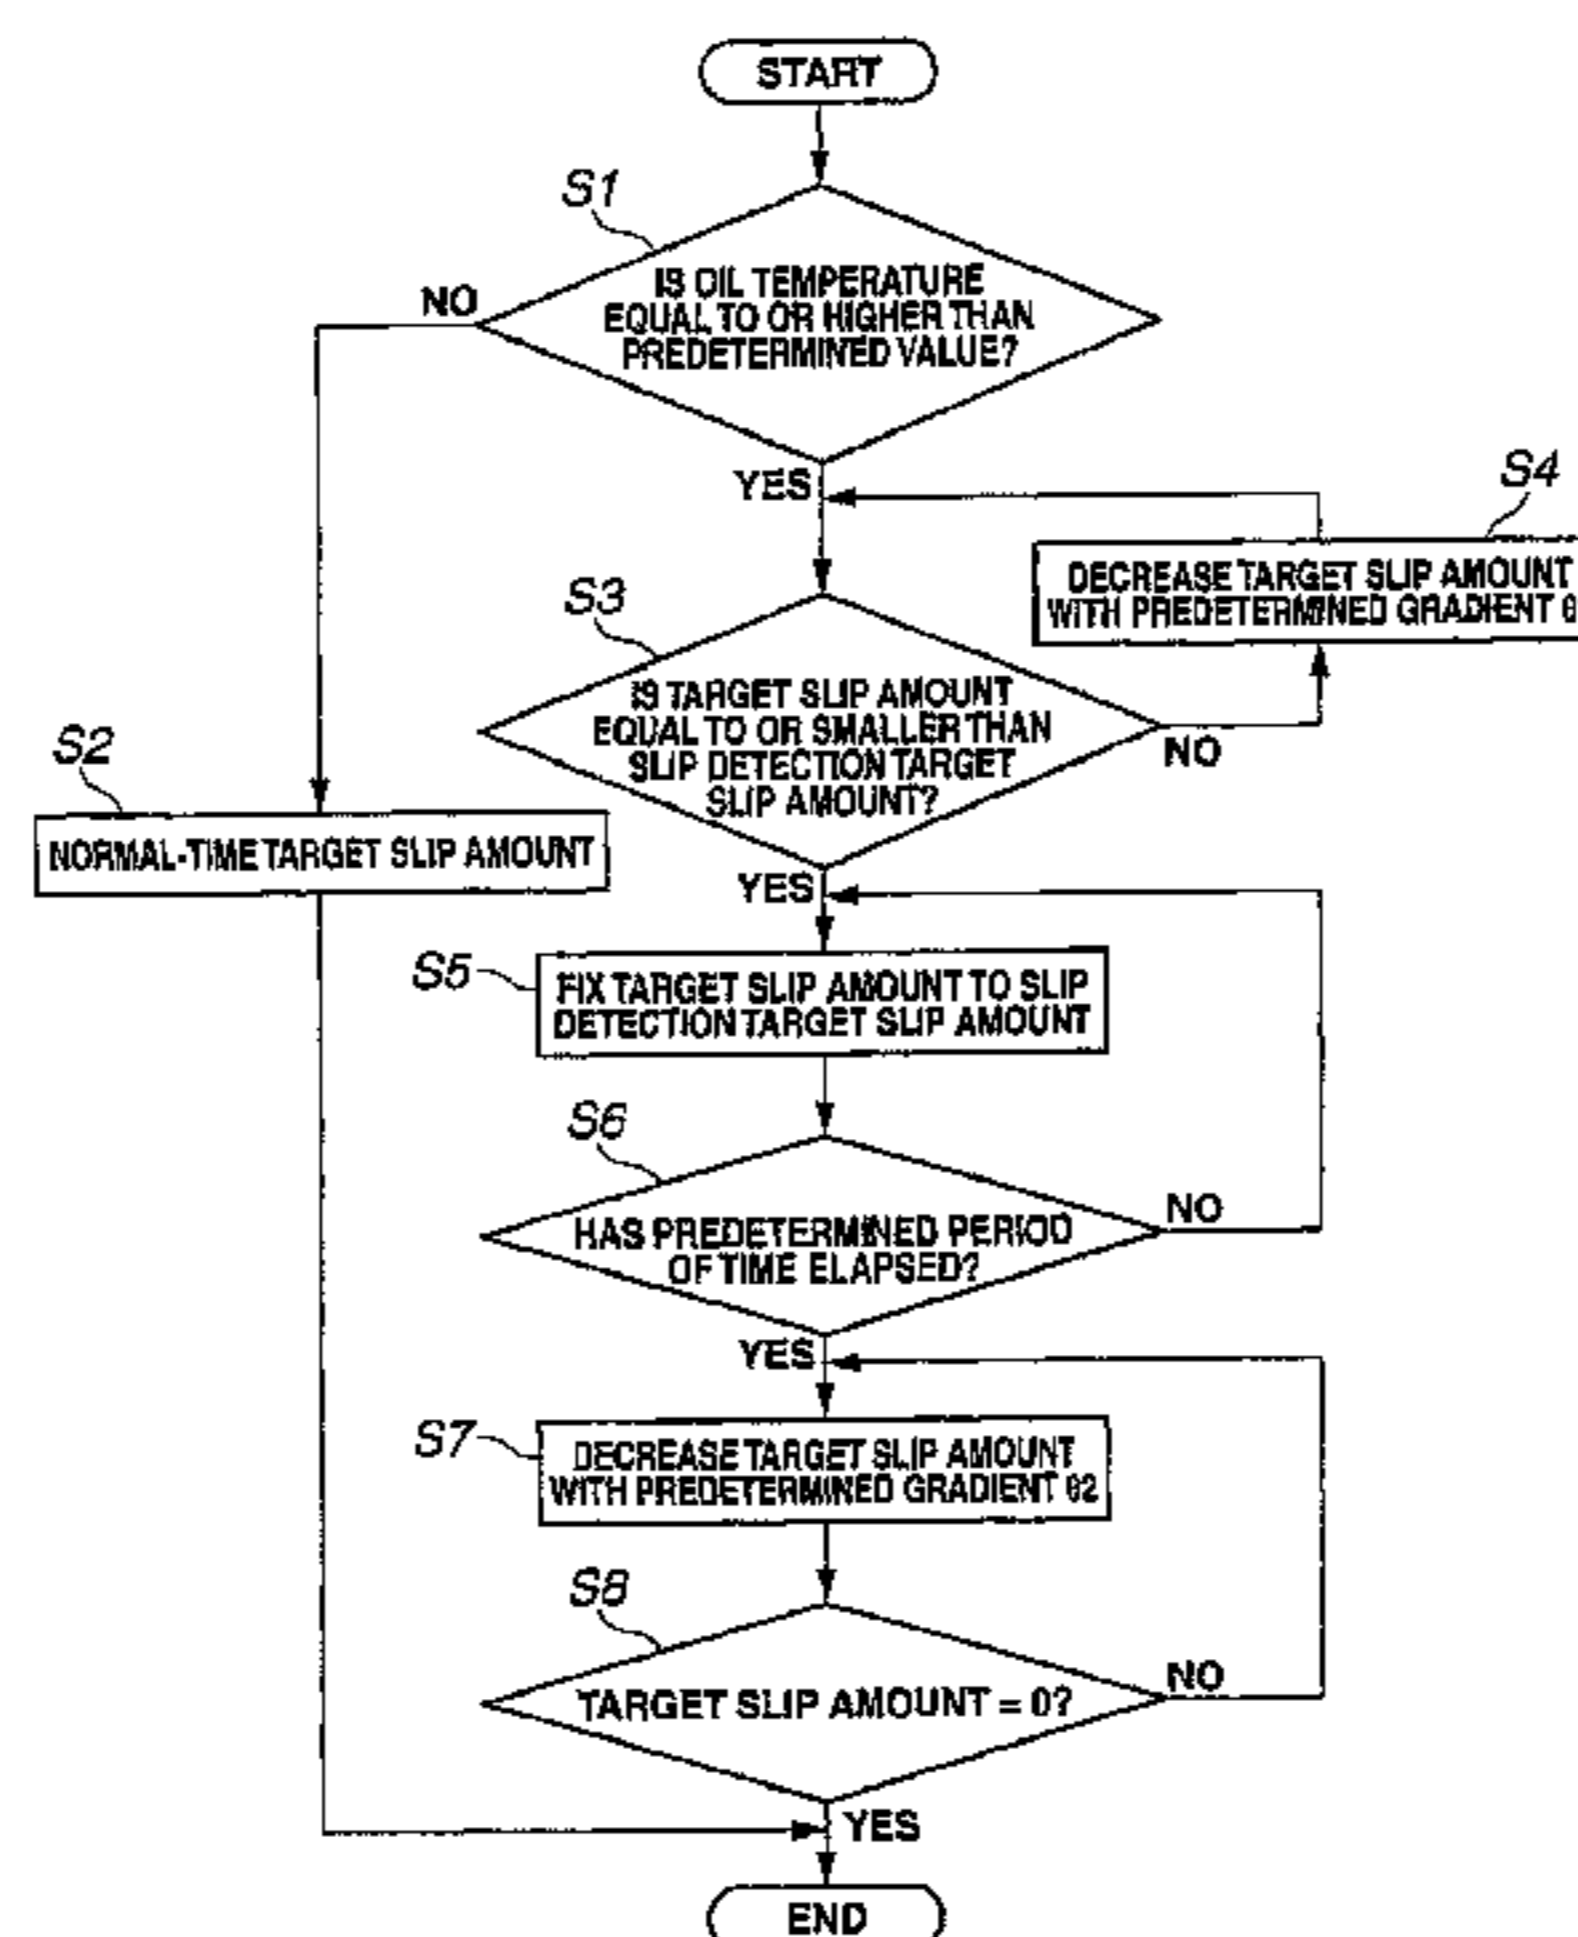 START
S1
IS OIL TEMPERATURE
EQUAL TO OR HIGHER THAN
PREDETERMINED VALUE?
NO
YES
S4
DECREASE TARGET SLIP AMOUNT
WITH PREDETERMINED GRADIENT
S3
IS TARGET SLIP AMOUNT
EQUAL TO OR SMALLER THAN
SLIP DETECTION TARGET
SLIP AMOUNT?
NO
S2
NORMAL-TIME TARGET SLIP AMOUNT
YES
S5
FIX TARGET SLIP AMOUNT TO SLIP
DETECTION TARGET SLIP AMOUNT
S6
HAS PREDETERMINED PERIOD
OF TIME ELAPSED?
NO
YES
S7
DECREASE TARGET SLIP AMOUNT
WITH PREDETERMINED GRADIENT θ2
S8
TARGET SLIP AMOUNT = 0?
NO
YES
END